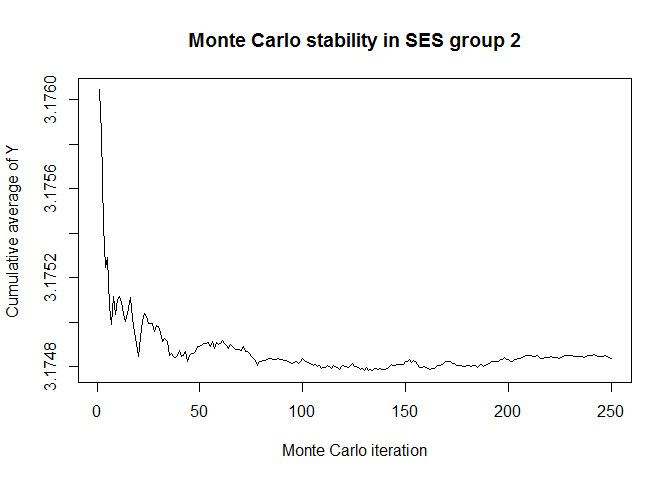 Monte Carlo stability in SES group 2
Cumulative average of Y
3.1760
3.1756
3.1752
3.1748
0 50 100 150 200 250
Monte Carlo iteration